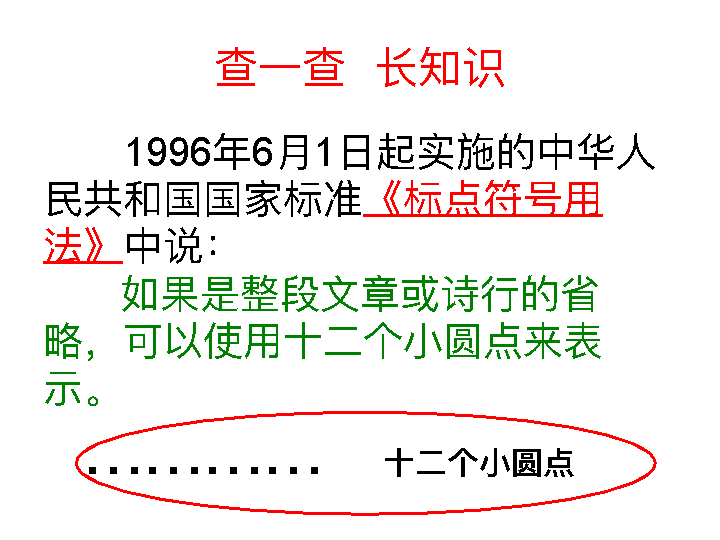 查一查 长知识
1996年6月1日起实施的中华人
民共和国国家标准《标点符号用
法》中说：
如果是整段文章或诗行的省
略，可以使用十二个小圆点来表
示。
………… 十二个小圆点